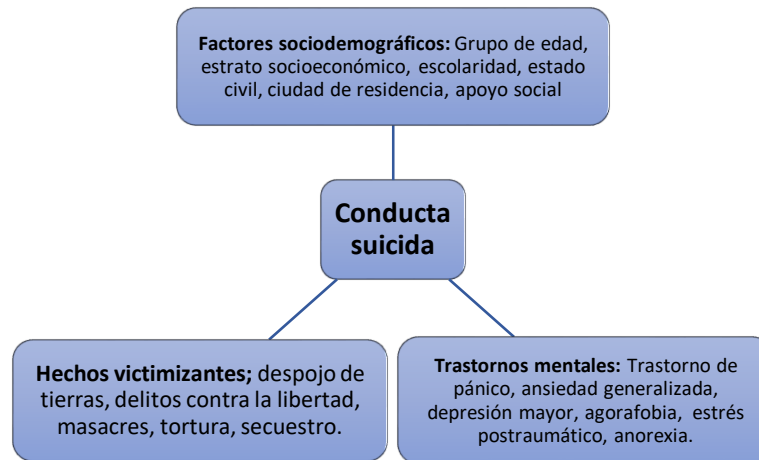 Factores sociodemográficos: Grupo de edad,
estrato socioeconómico, escolaridad, estado
civil, ciudad de residencia, apoyo social
Conducta
suicida
Hechos victimizantes; despojo de
tierras, delitos contra la libertad,
masacres, tortura, secuestro.
Trastornos mentales: Trastorno de
pánico, ansiedad generalizada,
depresión mayor, agorafobia, estrés
postraumático, anorexia.